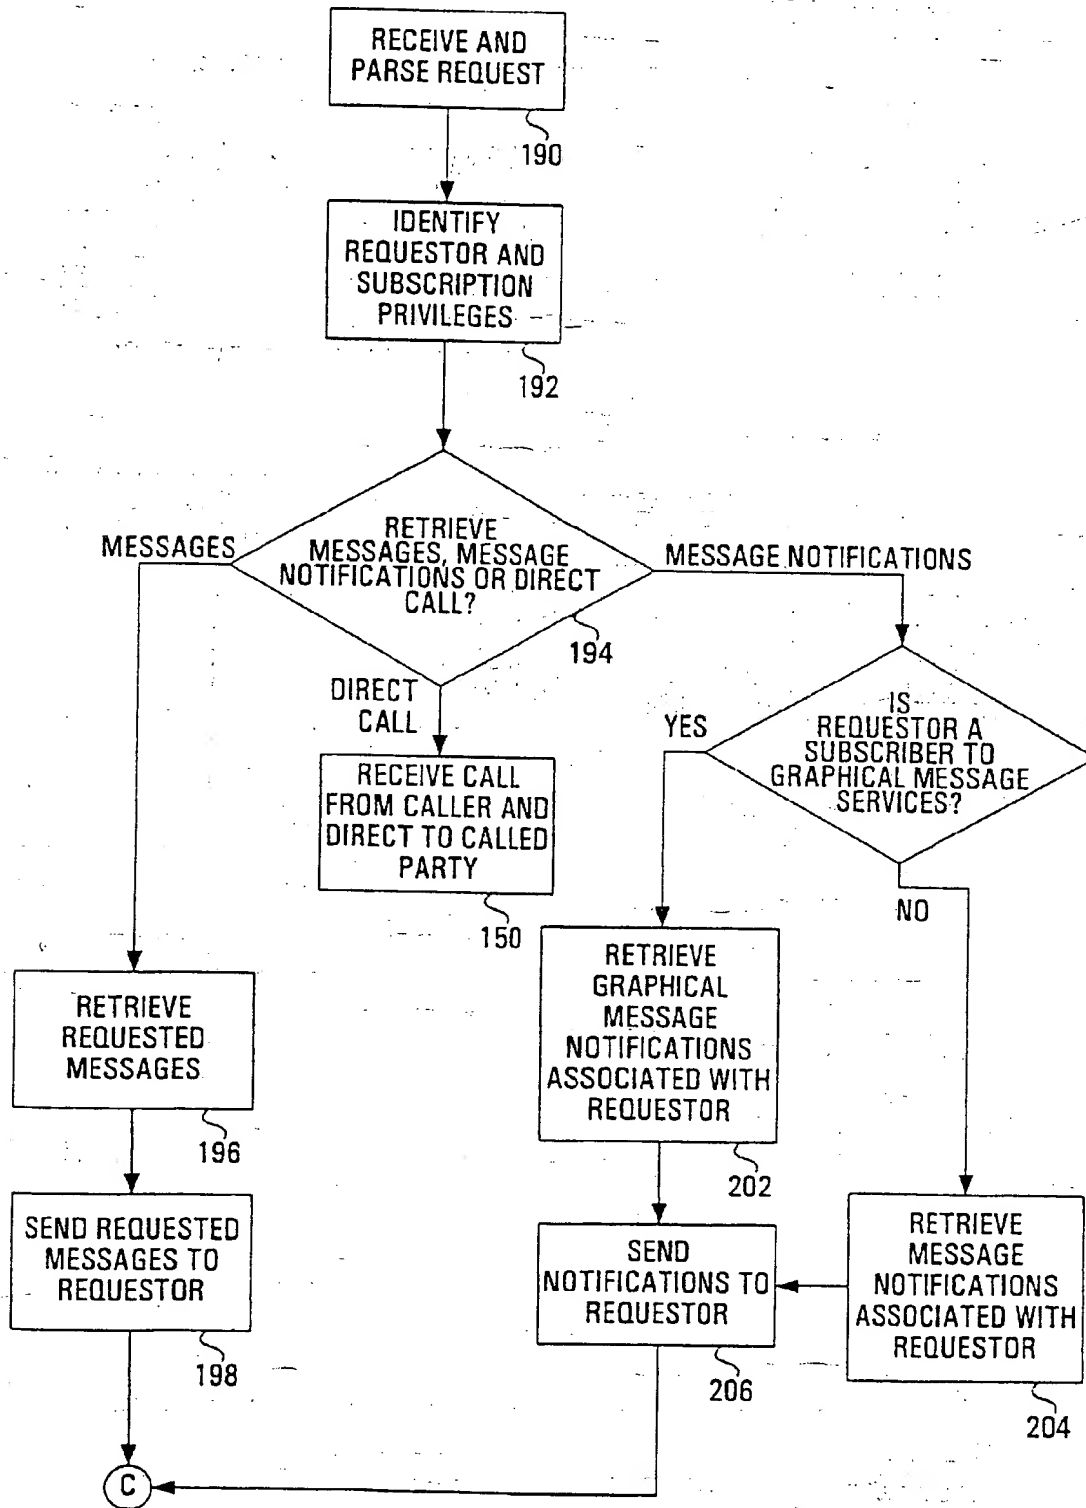 RECEIVE AND
PARSE REQUEST
190
IDENTIFY
REQUESTOR AND
SUBSCRIPTION
PRIVILEGES
192
RETRIEVE
MESSAGES, MESSAGE
NOTIFICATIONS OR DIRECT
CALL?
194
MESSAGES
MESSAGE NOTIFICATIONS
DIRECT
CALL
RECEIVE CALL
FROM CALLER AND
DIRECT TO CALLED
PARTY
150
IS
REQUESTOR A
SUBSCRIBER TO
GRAPHICAL MESSAGE
SERVICES?
YES
NO
RETRIEVE
REQUESTED
MESSAGES
196
SEND REQUESTED
MESSAGES TO
REQUESTOR
198
RETRIEVE
GRAPHICAL
MESSAGE
NOTIFICATIONS
ASSOCIATED WITH
REQUESTOR
202
SEND
NOTIFICATIONS TO
REQUESTOR
206
RETRIEVE
MESSAGE
NOTIFICATIONS
ASSOCIATED WITH
REQUESTOR
204
C